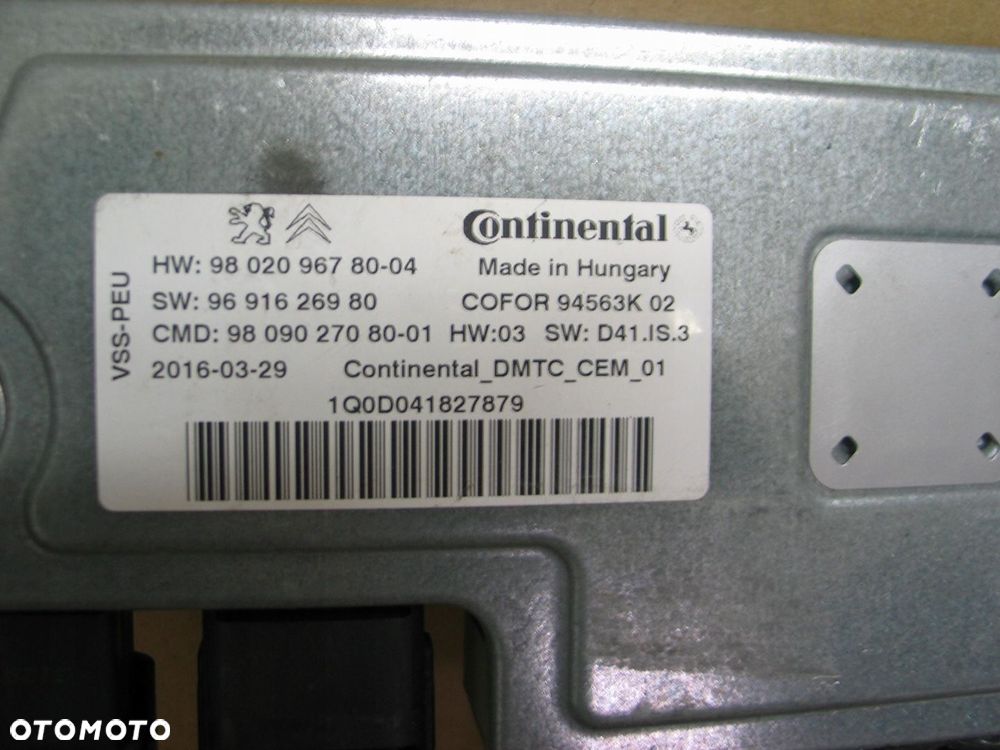 Continental
HW: 98 020 967 80-04 Made in Hungary
SW: 96 916 269 80 COFOR 94563K 02
CMD: 98 090 270 80-01 HW:03 SW: D41.IS.3
2016-03-29 Continental_DMTC_CEM_01
1Q0D041827879
VSS-PEU
OTOMOTO